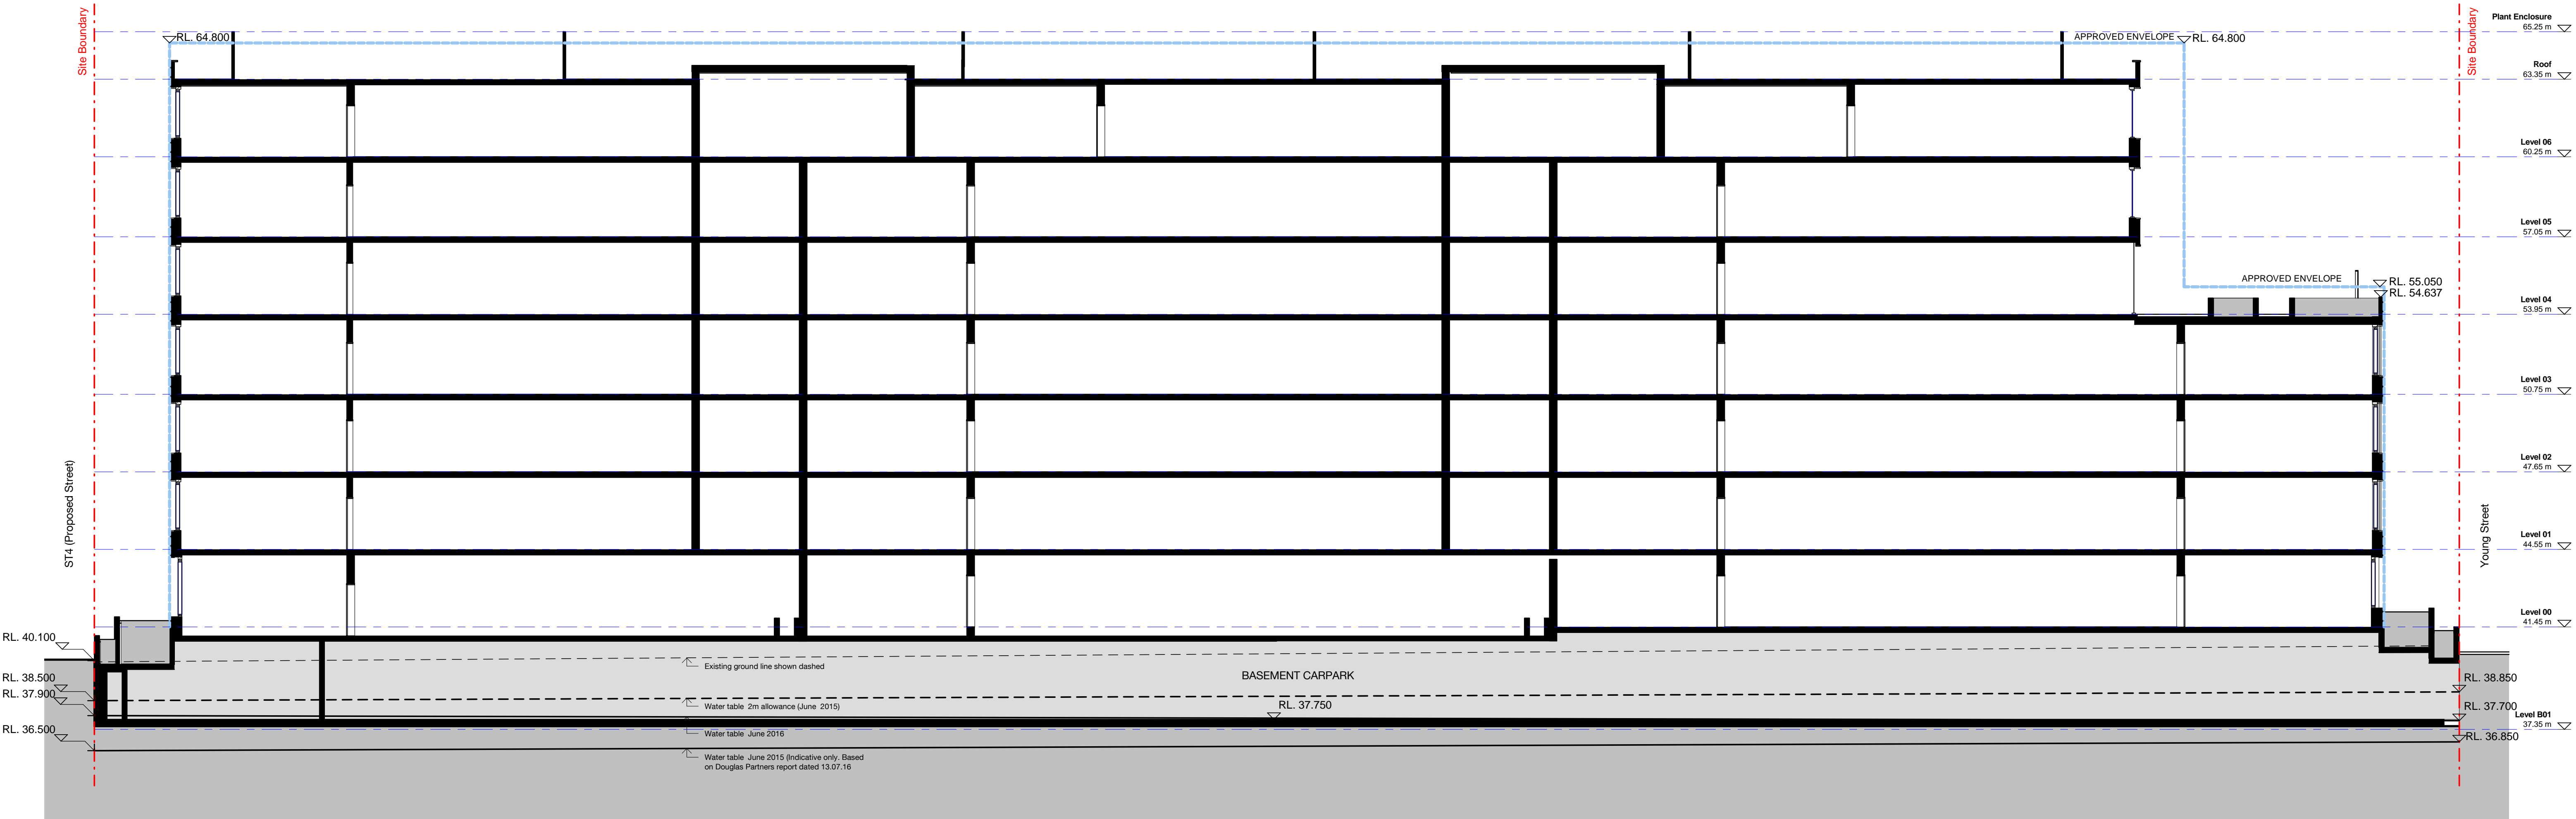 Site Boundary
RL. 64.800
APPROVED ENVELOPE
RL. 64.800
Site Boundary
Plant Enclosure
65.25 m
Roof
63.35 m
Level 06
60.25 m
Level 05
57.05 m
APPROVED ENVELOPE
RL. 55.050
RL. 54.637
Level 04
53.95 m
Level 03
50.75 m
Level 02
47.65 m
ST4 (Proposed Street)
Young Street
Level 01
44.55 m
Level 00
41.45 m
RL. 40.100
Existing ground line shown dashed
BASEMENT CARPARK
RL. 38.500
RL. 38.850
RL. 37.900
Water table 2m allowance (June 2015)
RL. 37.750
RL. 37.700
Level B01
37.35 m
RL. 36.500
Water table June 2016
RL. 36.850
Water table June 2015 (Indicative only. Based
on Douglas Partners report dated 13.07.16